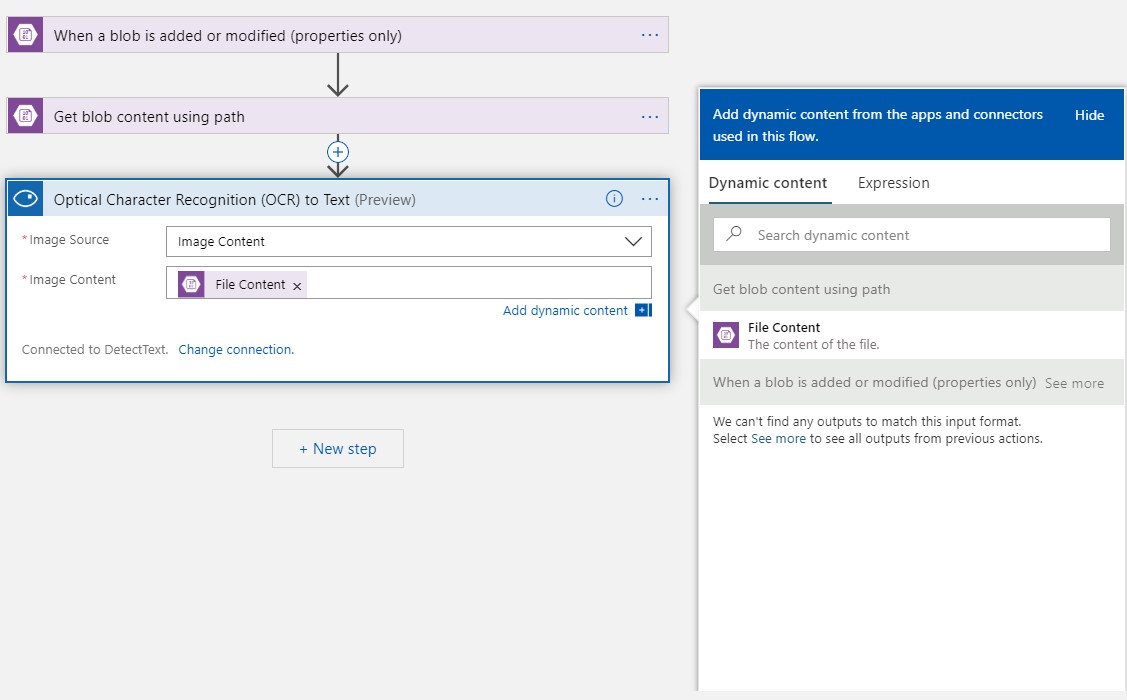 When a blob is added or modified (properties only)
Get blob content using path
Optical Character Recognition (OCR) to Text (Preview)
* Image Source
Image Content
* Image Content
File Content ×
Add dynamic content
Connected to DetectText. Change connection.
+ New step
Add dynamic content from the apps and connectors
used in this flow.
Hide
Dynamic content
Expression
Search dynamic content
Get blob content using path
File Content
The content of the file.
When a blob is added or modified (properties only) See more
We can't find any outputs to match this input format.
Select See more to see all outputs from previous actions.